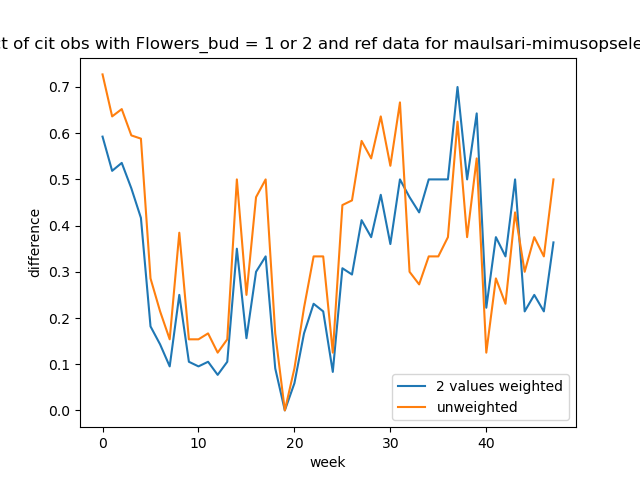 of cit obs with Flowers_bud = 1 or 2 and ref data for
0.7
0.6
0.5
0.4
0.3
0.2
0.1
0.0
difference
2 values weighted
unweighted
0 10 20 30 40
week